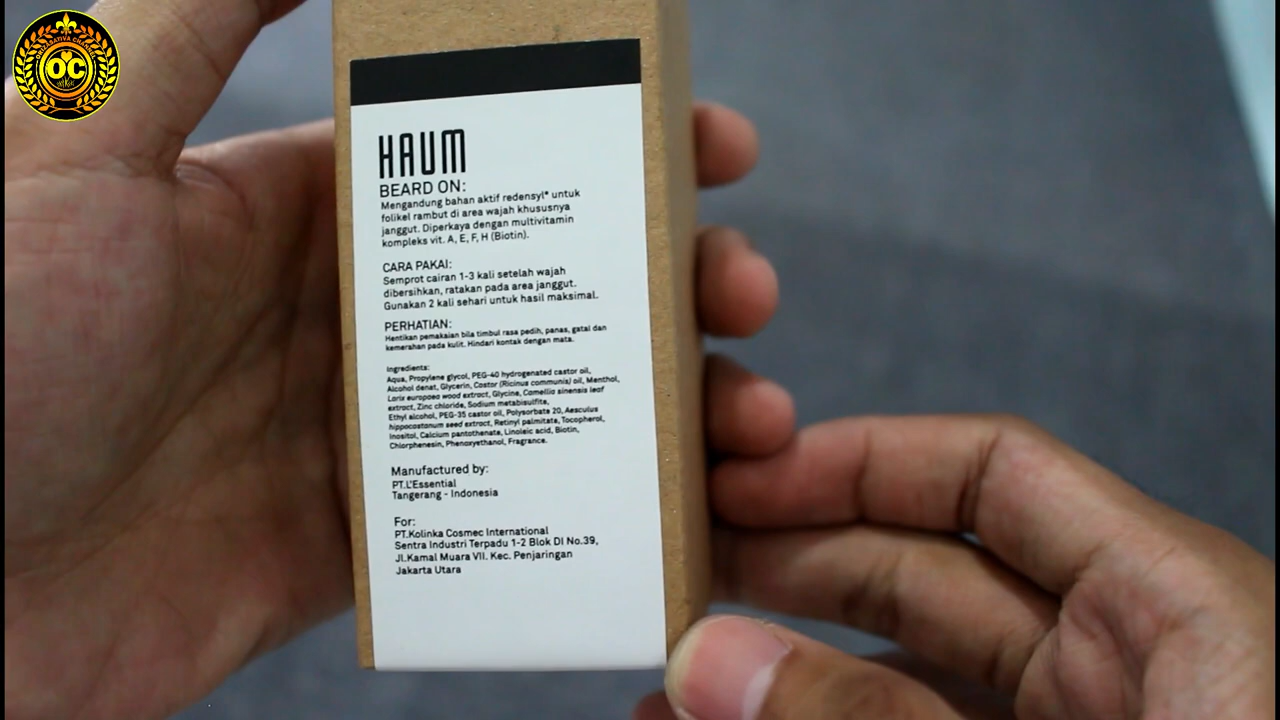 ORIZASATIVA CHANNEL
OC
HAUM
BEARD ON:
Mengandung bahan aktif redensyl* untuk
folikel rambut di area wajah khususnya
janggut. Diperkaya dengan multivitamin
kompleks vit. A, E, F, H (Biotin).
CARA PAKAI:
Semprot cairan 1-3 kali setelah wajah
dibersihkan, ratakan pada area janggut.
Gunakan 2 kali sehari untuk hasil maksimal.
PERHATIAN:
Hentikan pemakaian bila timbul rasa pedih, panas, gatal dan
kemerahan pada kulit. Hindari kontak dengan mata.
Ingredients:
Aqua, Propylene glycol, PEG-40 hydrogenated castor oil,
Alcohol denat, Glycerin, Castor (Ricinus communis) oil, Menthol,
Larix europaea wood extract, Glycine, Camellia sinensis leaf
extract, Zinc chloride, Sodium metabisulfite,
Ethyl alcohol, PEG-35 castor oil, Polysorbate 20, Aesculus
hippocastanum seed extract, Retinyl palmitate, Tocopherol,
Inositol, Calcium pantothenate, Linoleic acid, Biotin,
Chlorphenesin, Phenoxyethanol, Fragrance.
Manufactured by:
PT.L'Essential
Tangerang - Indonesia
For:
PT.Kolinka Cosmec International
Sentra Industri Terpadu 1-2 Blok DI No.39,
Jl.Kamal Muara VII. Kec. Penjaringan
Jakarta Utara